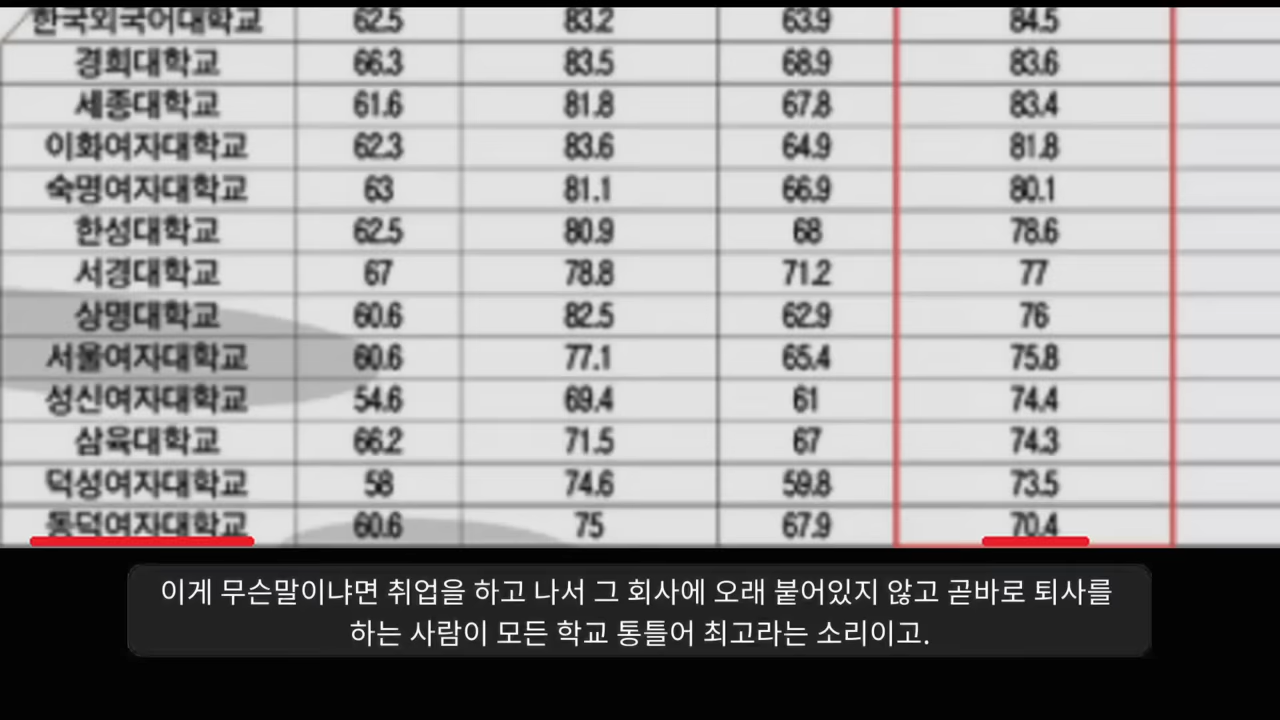 한국외국어대학교 62.5 83.2 63.9 84.5
경희대학교 66.3 83.5 68.9 83.6
세종대학교 61.6 81.8 67.8 83.4
이화여자대학교 62.3 83.6 64.9 81.8
숙명여자대학교 63 81.1 66.9 80.1
한성대학교 62.5 80.9 68 78.6
서경대학교 67 78.8 71.2 77
상명대학교 60.6 82.5 62.9 76
서울여자대학교 60.6 77.1 65.4 75.8
성신여자대학교 54.6 69.4 61 74.4
삼육대학교 66.2 71.5 67 74.3
덕성여자대학교 58 74.6 59.8 73.5
동덕여자대학교 60.6 75 67.9 70.4
이게 무슨말이냐면 취업을 하고 나서 그 회사에 오래 붙어있지 않고 곧바로 퇴사를
하는 사람이 모든 학교 통틀어 최고라는 소리이고.